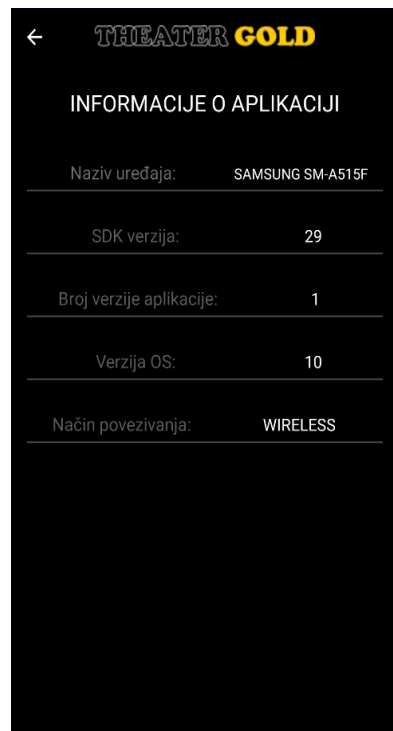 THEATER GOLD
INFORMACIJE O APLIKACIJI
Naziv uređaja: SAMSUNG SM-A515F
SDK verzija: 29
Broj verzije aplikacije: 1
Verzija OS: 10
Način povezivanja: WIRELESS